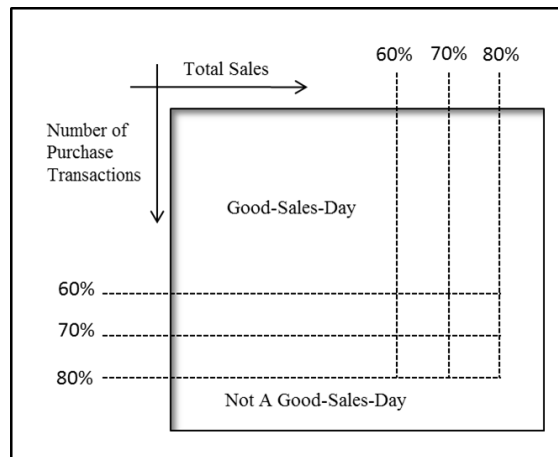 Total Sales
60% 70% 80%
Number of
Purchase
Transactions
Good-Sales-Day
60%
70%
80%
Not A Good-Sales-Day